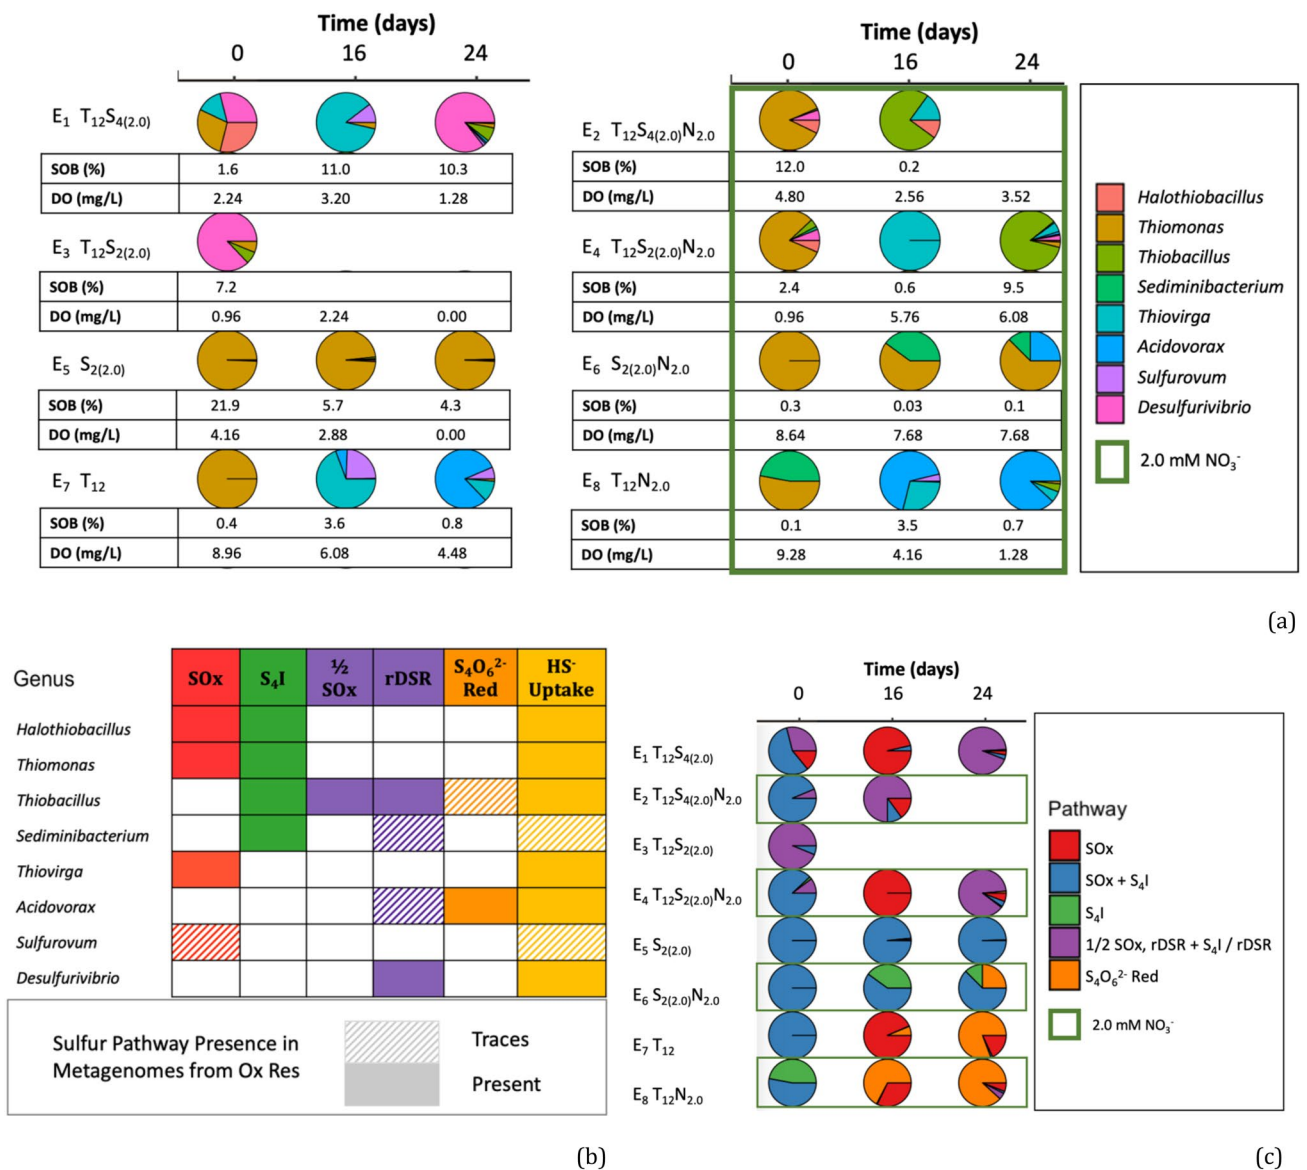 Time (days)
0 16 24
E1 T12S4(2.0)
SOB (%) 1.6 11.0 10.3
DO (mg/L) 2.24 3.20 1.28
E3 T12S2(2.0)
SOB (%) 7.2
DO (mg/L) 0.96 2.24 0.00
E5 S2(2.0)
SOB (%) 21.9 5.7 4.3
DO (mg/L) 4.16 2.88 0.00
E7 T12
SOB (%) 0.4 3.6 0.8
DO (mg/L) 8.96 6.08 4.48
Time (days)
0 16 24
E2 T12S4(2.0)N2.0
SOB (%) 12.0 0.2
DO (mg/L) 4.80 2.56 3.52
E4 T12S2(2.0)N2.0
SOB (%) 2.4 0.6 9.5
DO (mg/L) 0.96 5.76 6.08
E6 S2(2.0)N2.0
SOB (%) 0.3 0.03 0.1
DO (mg/L) 8.64 7.68 7.68
E8 T12N2.0
SOB (%) 0.1 3.5 0.7
DO (mg/L) 9.28 4.16 1.28
Halothiobacillus
Thiomonas
Thiobacillus
Sediminibacterium
Thiovirga
Acidovorax
Sulfurovum
Desulfurivibrio
2.0 mM NO3-
(a)
Genus SOx S4I ½ SOx rDSR S4O6 2- Red HS- Uptake
Halothiobacillus
Thiomonas
Thiobacillus
Sediminibacterium
Thiovirga
Acidovorax
Sulfurovum
Desulfurivibrio
Sulfur Pathway Presence in
Metagenomes from Ox Res
Traces
Present
(b)
Time (days)
0 16 24
E1 T12S4(2.0)
E2 T12S4(2.0)N2.0
E3 T12S2(2.0)
E4 T12S2(2.0)N2.0
E5 S2(2.0)
E6 S2(2.0)N2.0
E7 T12
E8 T12N2.0
Pathway
SOx
SOx + S4I
S4I
1/2 SOx, rDSR + S4I / rDSR
S4O6 2- Red
2.0 mM NO3-
(c)